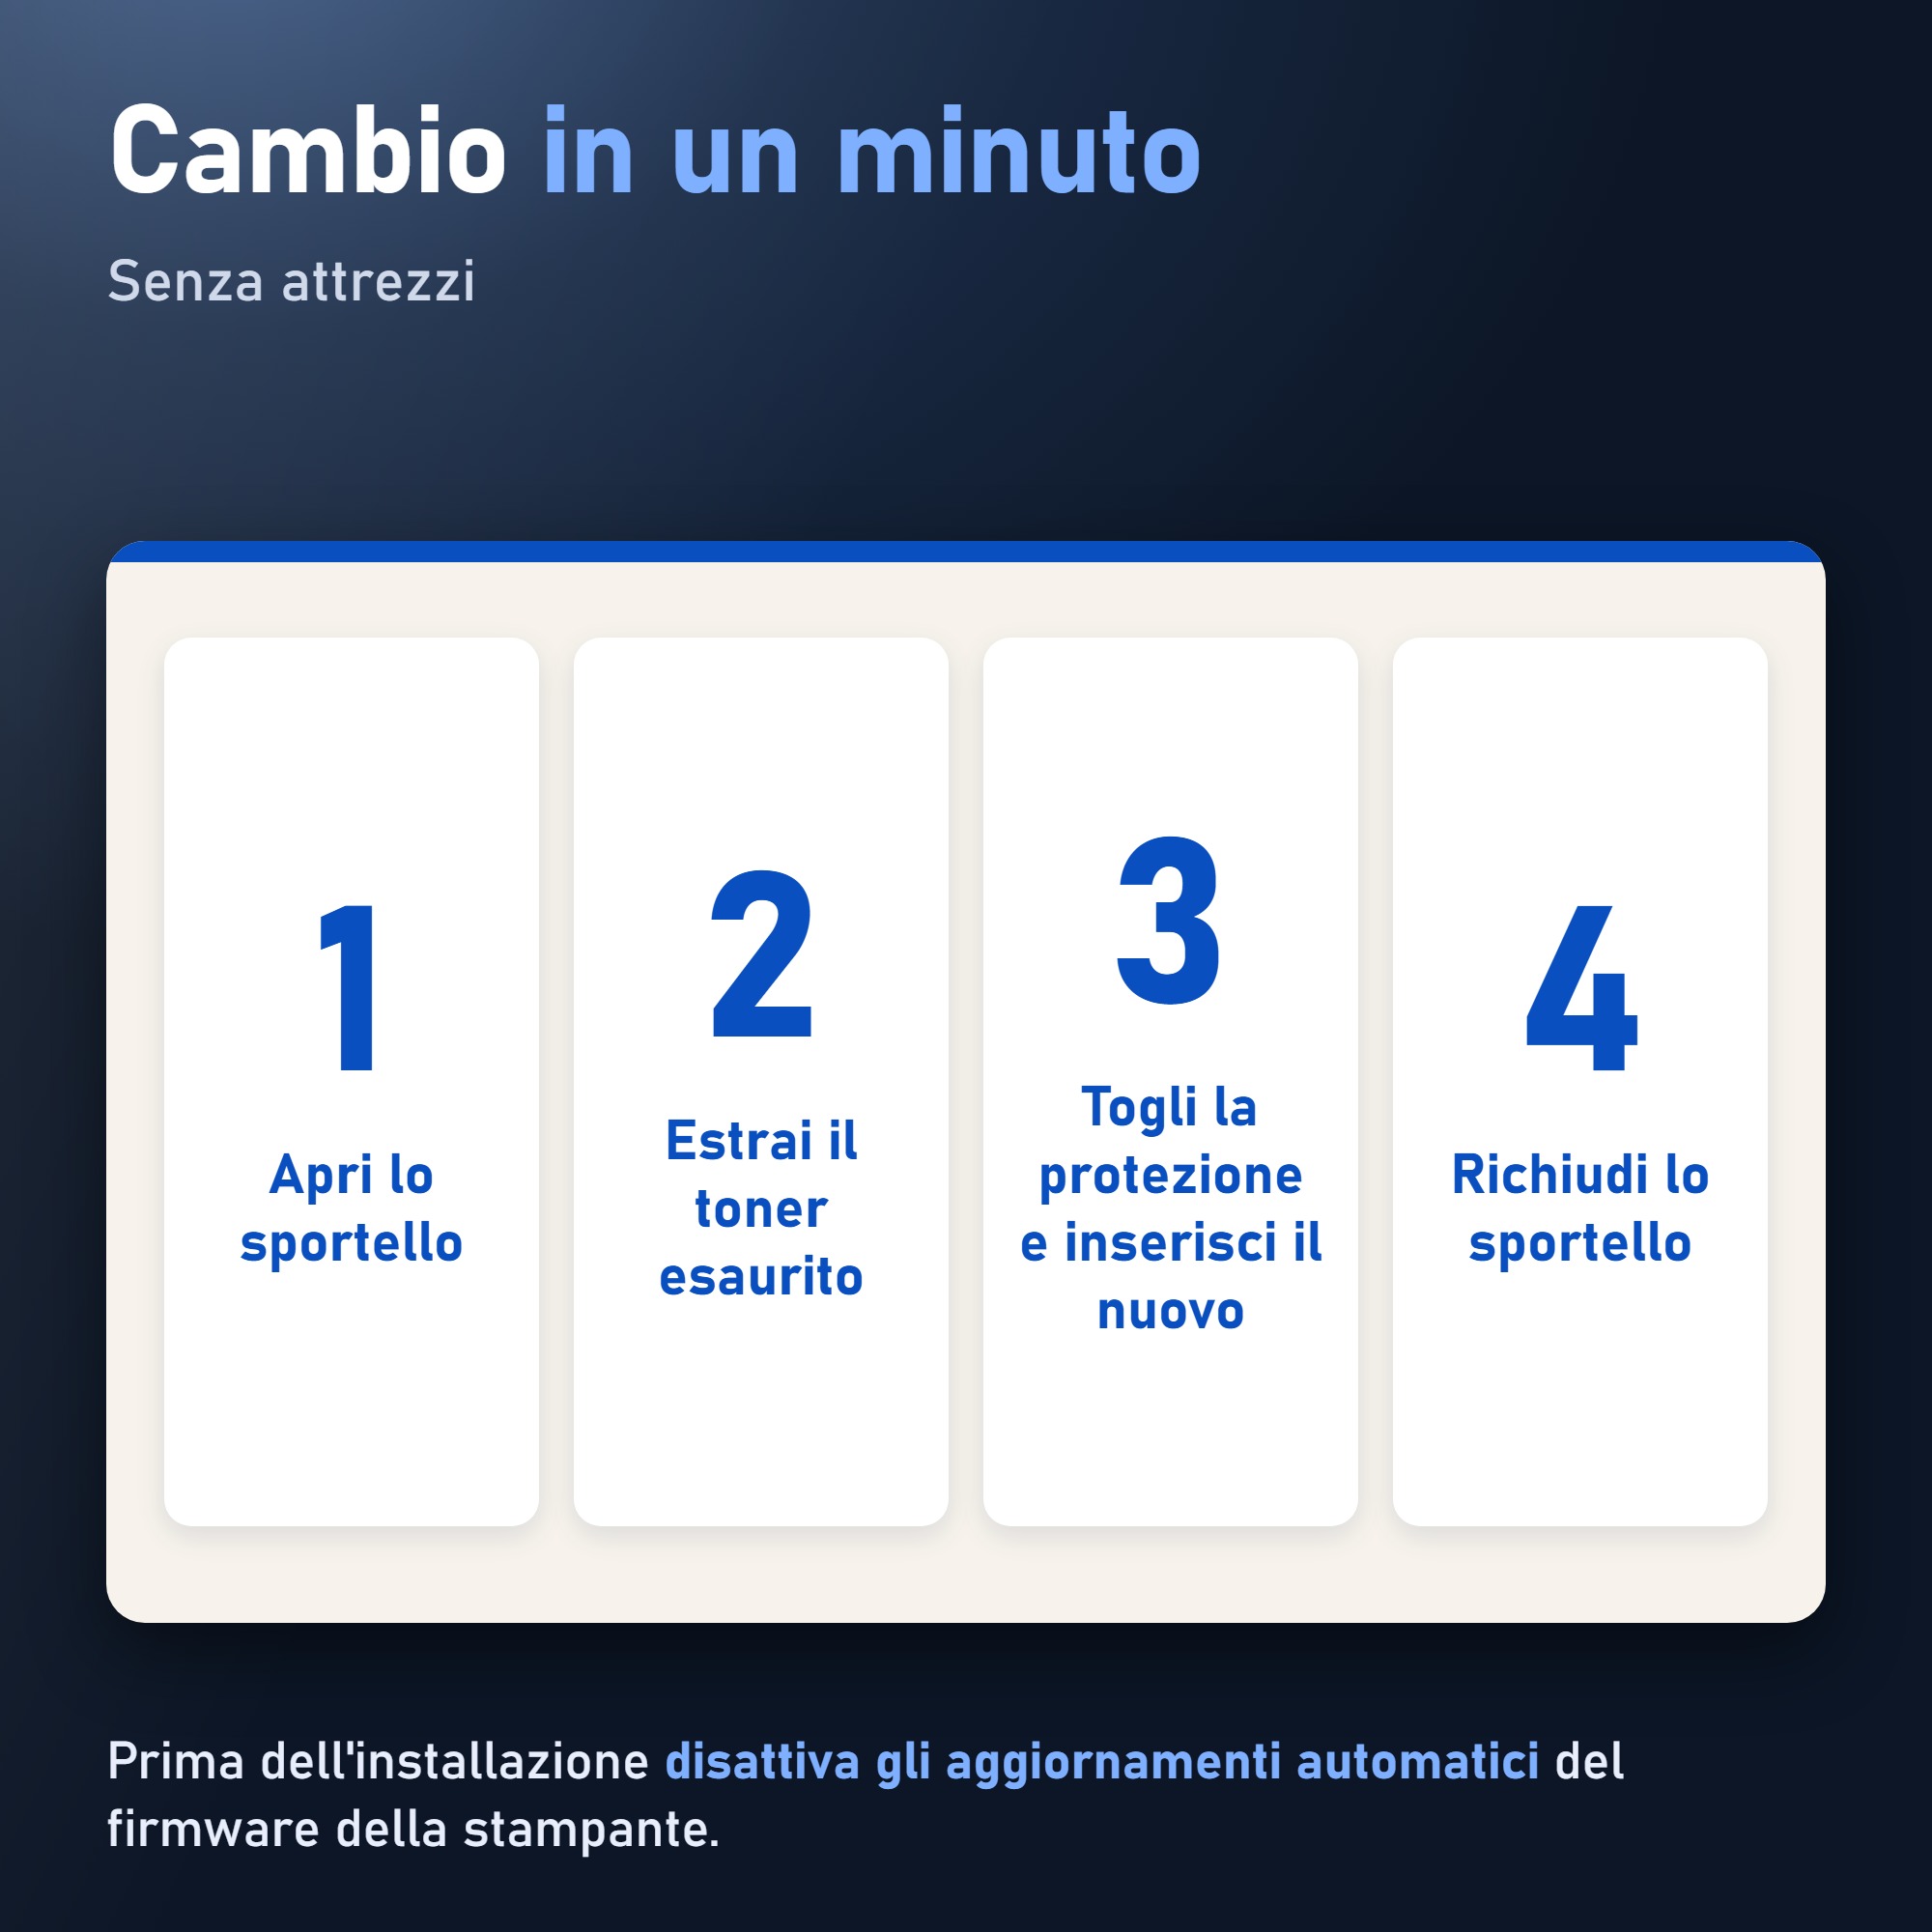 Cambio in un minuto
Senza attrezzi
1
Apri lo
sportello
2
Estrai il
toner
esaurito
3
Togli la
protezione
e inserisci il
nuovo
4
Richiudi lo
sportello
Prima dell'installazione disattiva gli aggiornamenti automatici del
firmware della stampante.